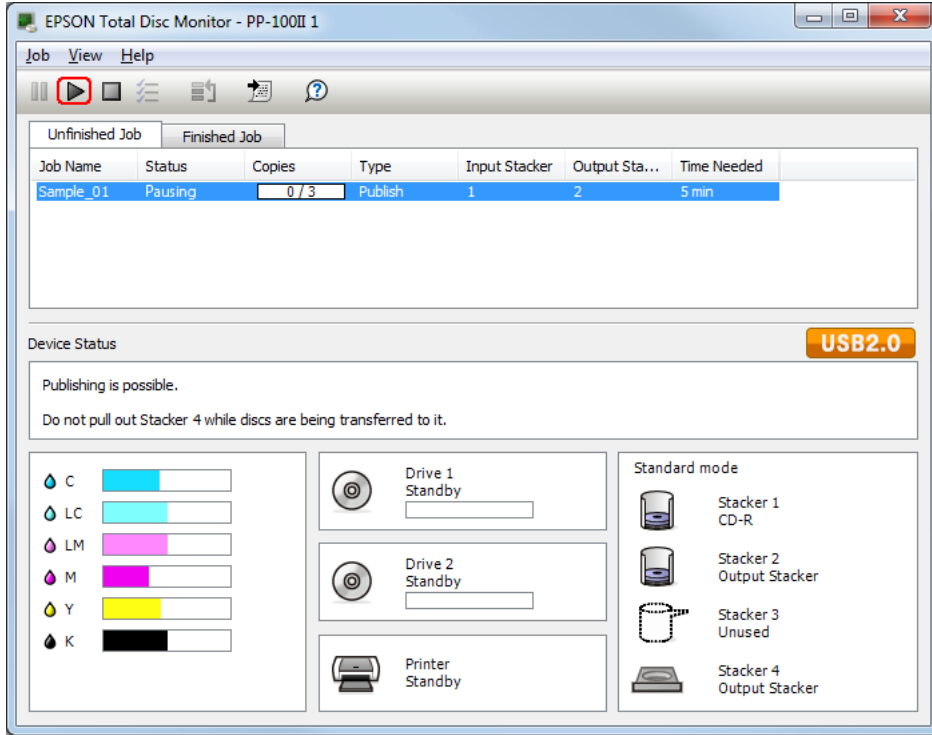 EPSON Total Disc Monitor - PP-100II 1
Job View Help
Unfinished Job Finished Job
Job Name Status Copies Type Input Stacker Output Sta... Time Needed
Sample_01 Pausing 0 / 3 Publish 1 2 5 min
Device Status
USB2.0
Publishing is possible.
Do not pull out Stacker 4 while discs are being transferred to it.
C
LC
LM
M
Y
K
Drive 1
Standby
Drive 2
Standby
Printer
Standby
Standard mode
Stacker 1
CD-R
Stacker 2
Output Stacker
Stacker 3
Unused
Stacker 4
Output Stacker